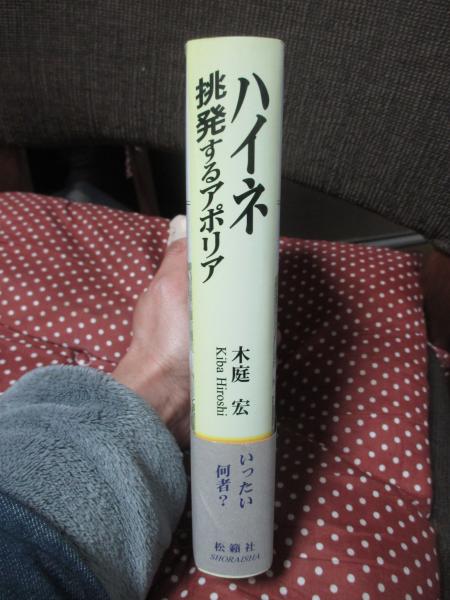 ハイネ
挑発するアポリア
木庭 宏
Kiba Hiroshi
いったい
何者?
松籟社
SHORAISHA